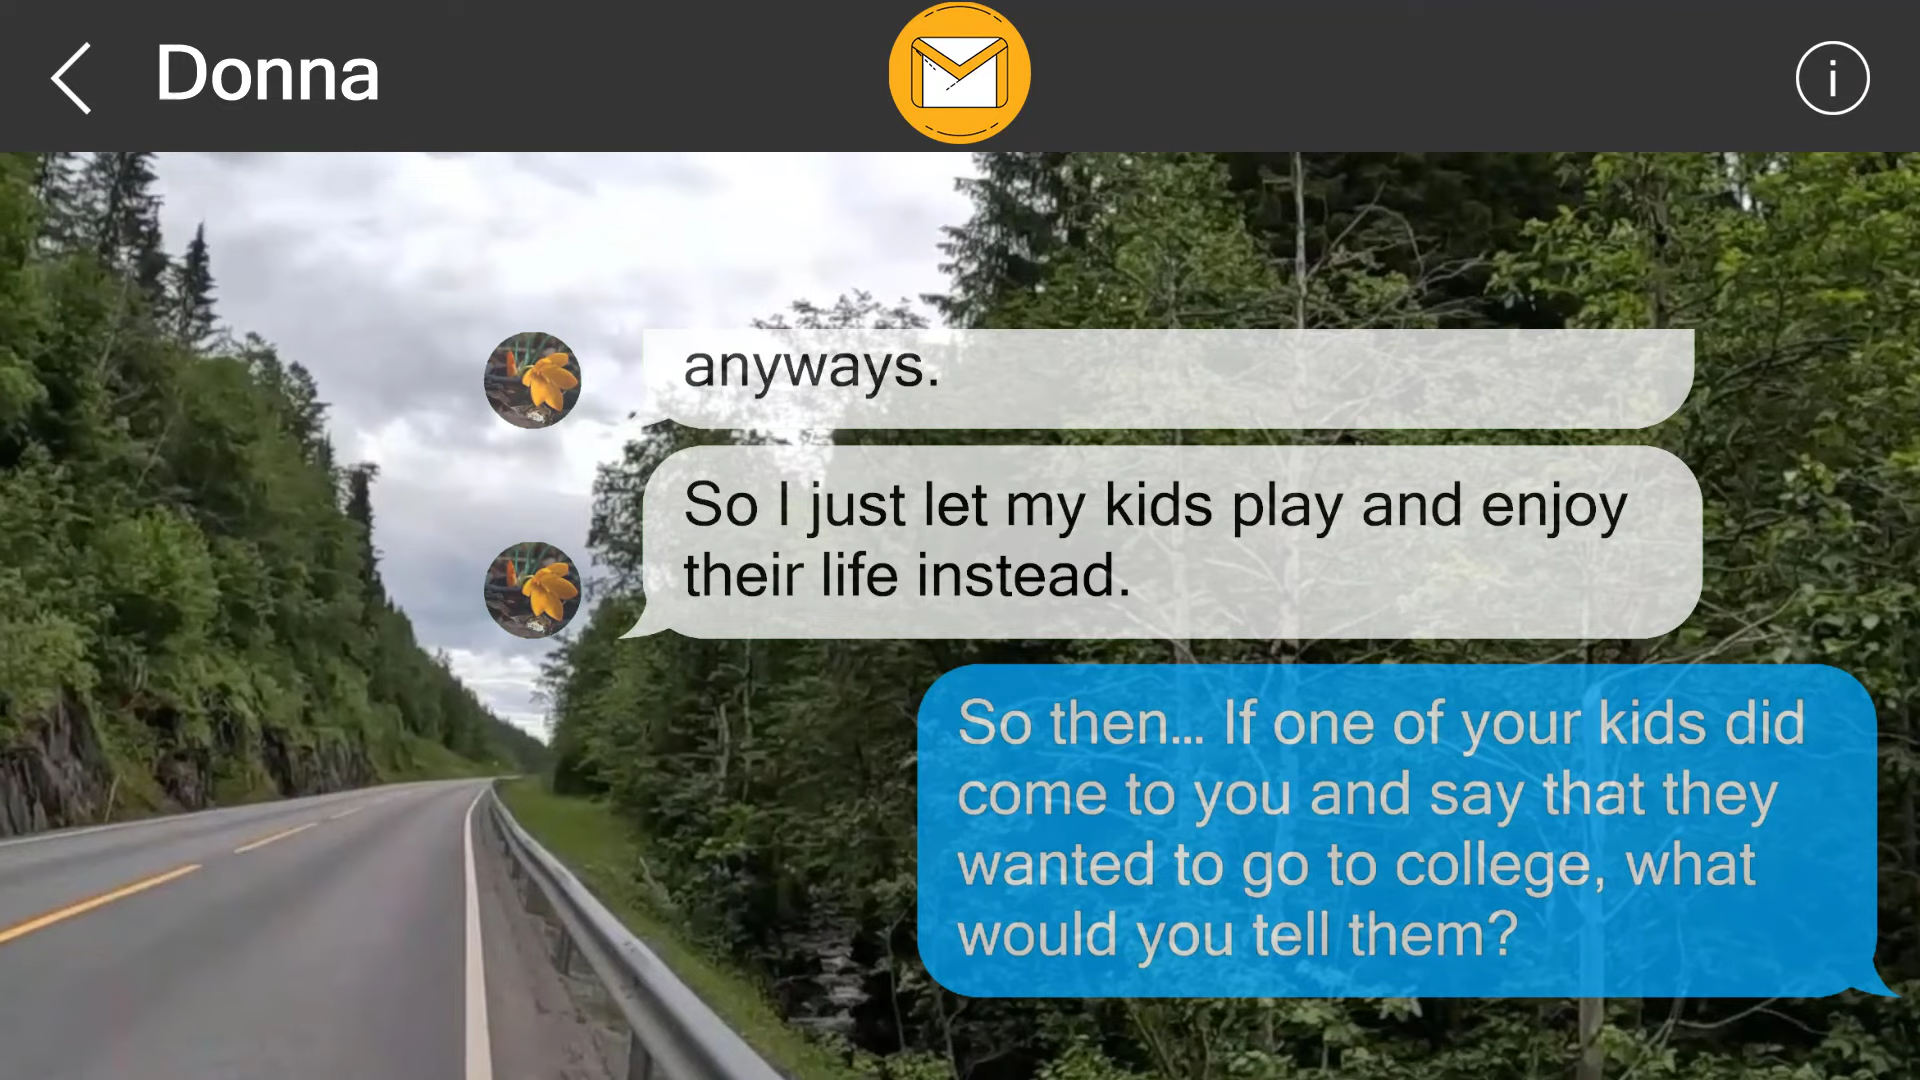 Donna
i
anyways.
So I just let my kids play and enjoy
their life instead.
So then... If one of your kids did
come to you and say that they
wanted to go to college, what
would you tell them?